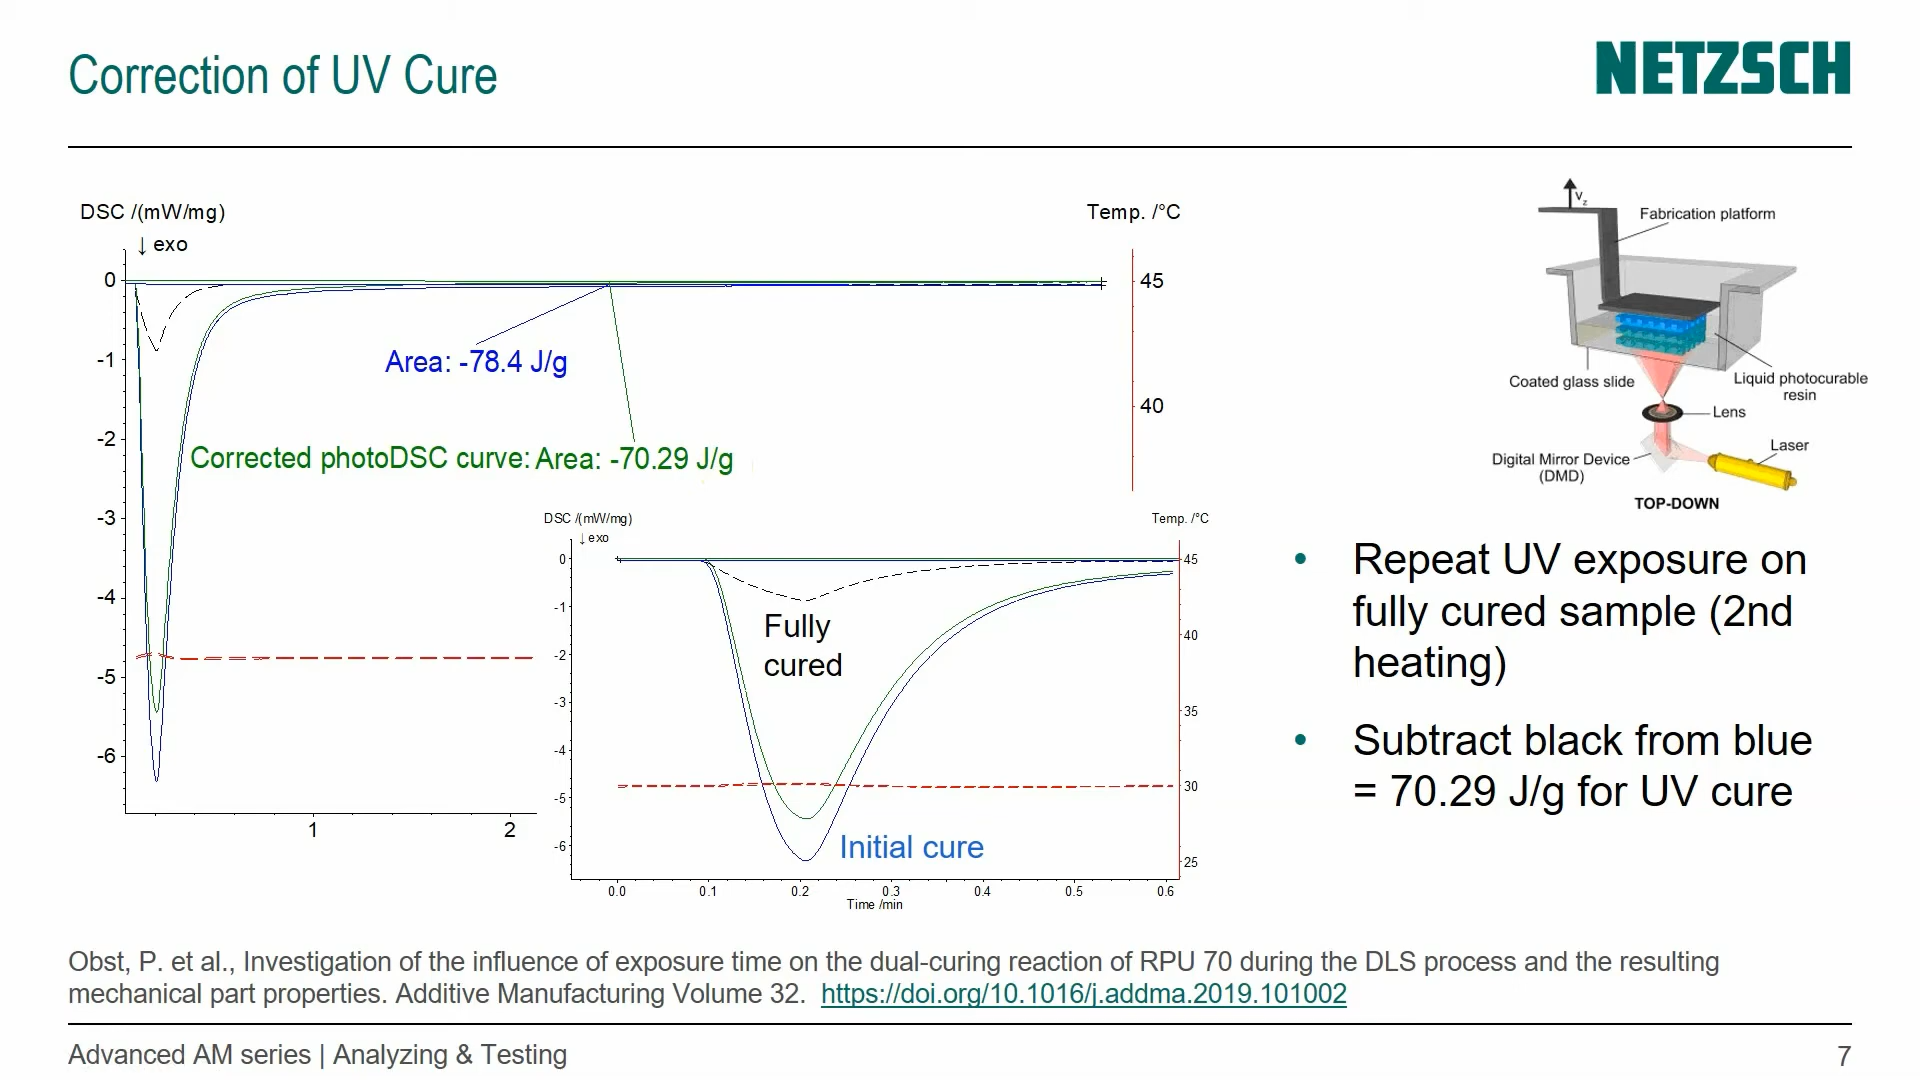 Correction of UV Cure
NETZSCH
DSC /(mW/mg)
↓ exo
Temp. /°C
0
-1
-2
-3
-4
-5
-6
1
2
45
40
Area: -78.4 J/g
Corrected photoDSC curve: Area: -70.29 J/g
DSC /(mW/mg)
↓ exo
Temp. /°C
0
-1
-2
-3
-4
-5
-6
45
40
35
30
25
Fully
cured
Initial cure
0.0 0.1 0.2 0.3 0.4 0.5 0.6
Time /min
Vz
Fabrication platform
Coated glass slide
Liquid photocurable
resin
Lens
Laser
Digital Mirror Device
(DMD)
TOP-DOWN
• Repeat UV exposure on
fully cured sample (2nd
heating)
• Subtract black from blue
= 70.29 J/g for UV cure
Obst, P. et al., Investigation of the influence of exposure time on the dual-curing reaction of RPU 70 during the DLS process and the resulting
mechanical part properties. Additive Manufacturing Volume 32. https://doi.org/10.1016/j.addma.2019.101002
Advanced AM series | Analyzing & Testing
7